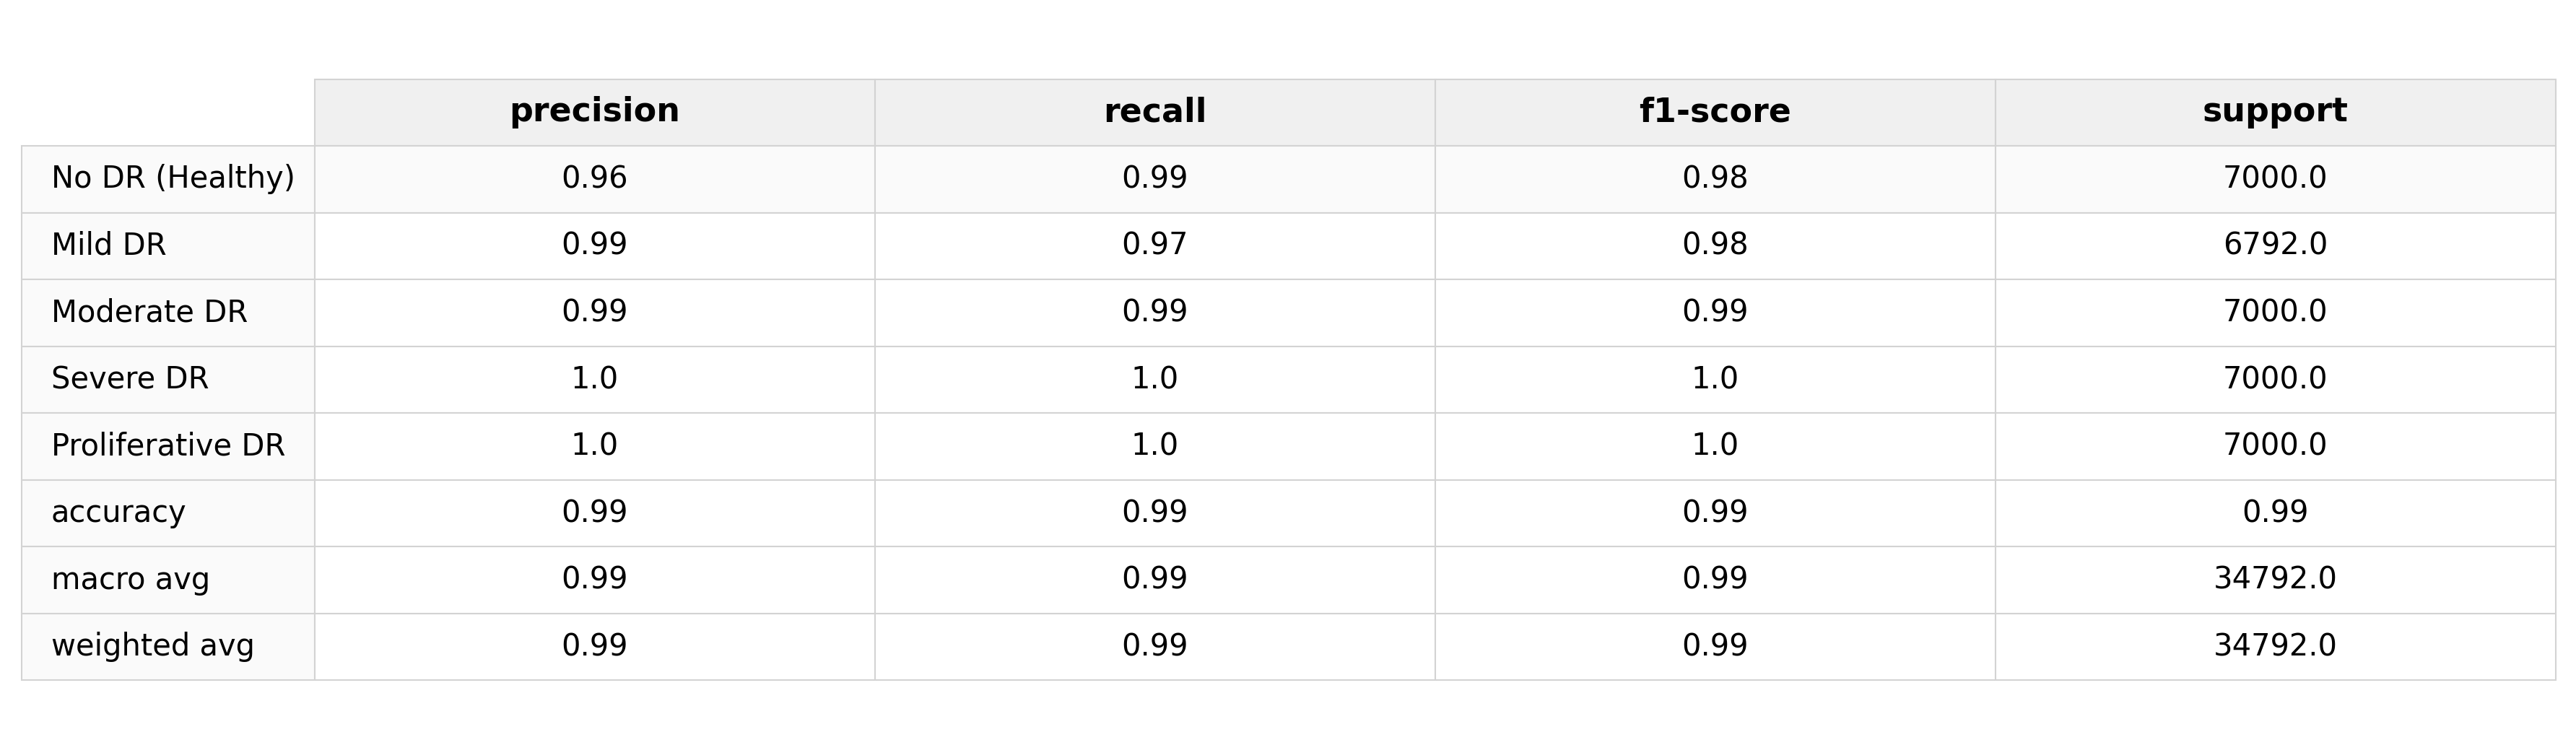 precision recall f1-score support
No DR (Healthy) 0.96 0.99 0.98 7000.0
Mild DR 0.99 0.97 0.98 6792.0
Moderate DR 0.99 0.99 0.99 7000.0
Severe DR 1.0 1.0 1.0 7000.0
Proliferative DR 1.0 1.0 1.0 7000.0
accuracy 0.99 0.99 0.99 0.99
macro avg 0.99 0.99 0.99 34792.0
weighted avg 0.99 0.99 0.99 34792.0